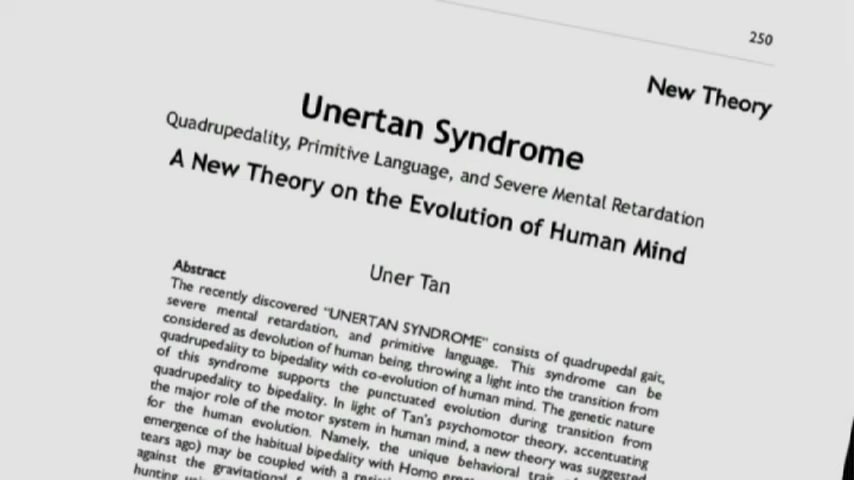 250
New Theory
Unertan Syndrome
Quadrupedality, Primitive Language, and Severe Mental Retardation
A New Theory on the Evolution of Human Mind
Uner Tan
Abstract
The recently discovered "UNERTAN SYNDROME" consists of quadrupedal gait,
severe mental retardation, and primitive language. This syndrome can be
considered as devolution of human being, throwing a light into the transition from
quadrupedality to bipedality with co-evolution of human mind. The genetic nature
of this syndrome supports the punctuated evolution during transition from
quadrupedality to bipedality. In light of Tan's psychomotor theory, accentuating
the major role of the motor system in human mind, a new theory was suggested
for the human evolution. Namely, the unique behavioral trait
emergence of the habitual bipedality with Homo
tears ago) may be coupled with a
against the gravitational
hunting